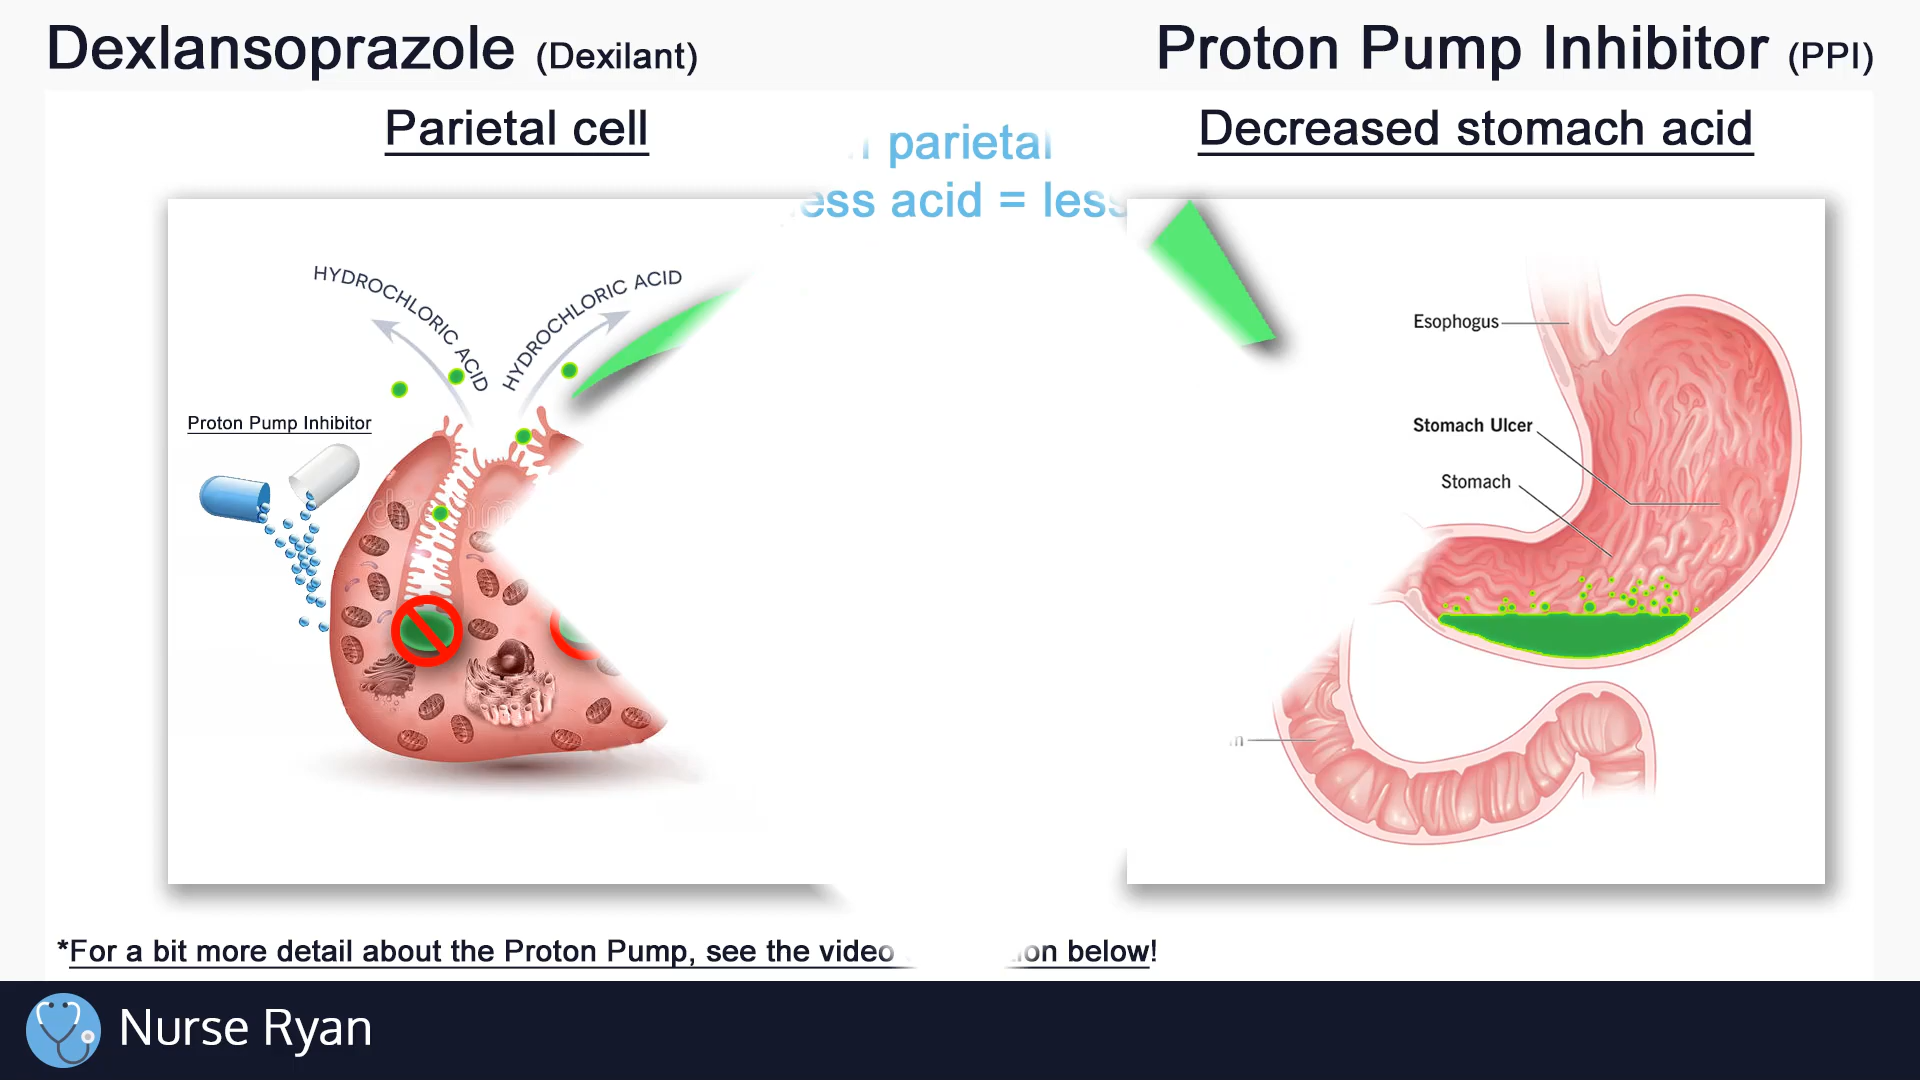 Dexlansoprazole (Dexilant)
Proton Pump Inhibitor (PPI)
Parietal cell
parietal
acid = less
Decreased stomach acid
HYDROCHLORIC ACID
HYDROCHLORIC ACID
Proton Pump Inhibitor
Esophogus
Stomach Ulcer
Stomach
*For a bit more detail about the Proton Pump, see the video below!
Nurse Ryan